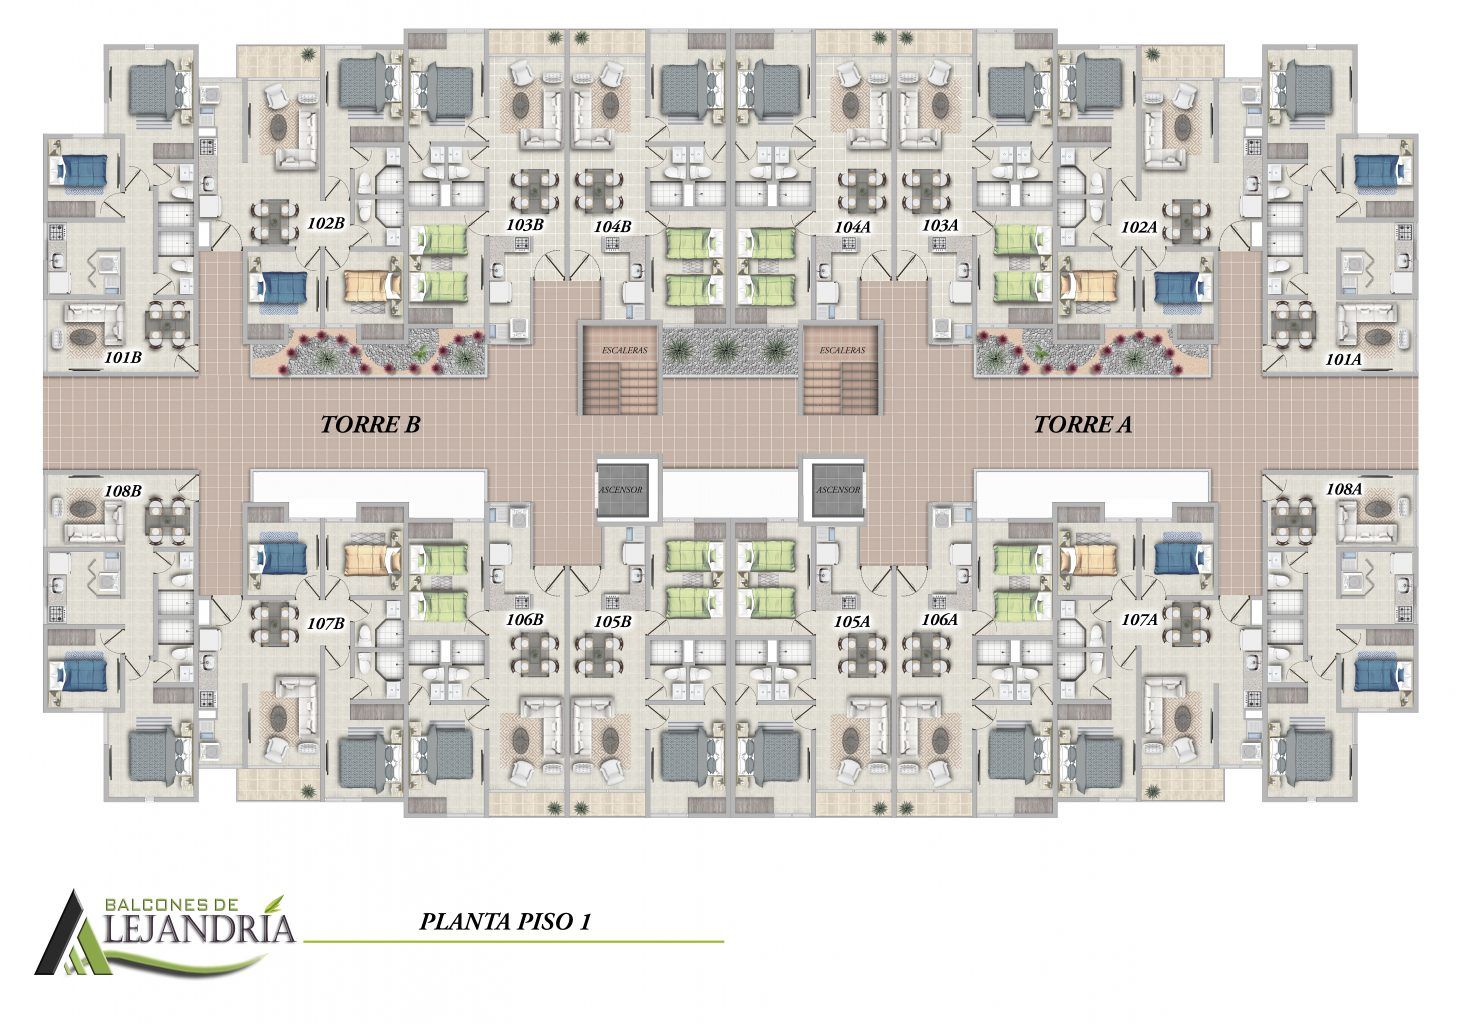 102B
103B
104B
104A
103A
102A
ESCALERAS
ESCALERAS
101B
101A
TORRE B
TORRE A
108B
ASCENSOR
ASCENSOR
108A
107B
106B
105B
105A
106A
107A
BALCONES DE
ALEJANDRÍA
PLANTA PISO 1